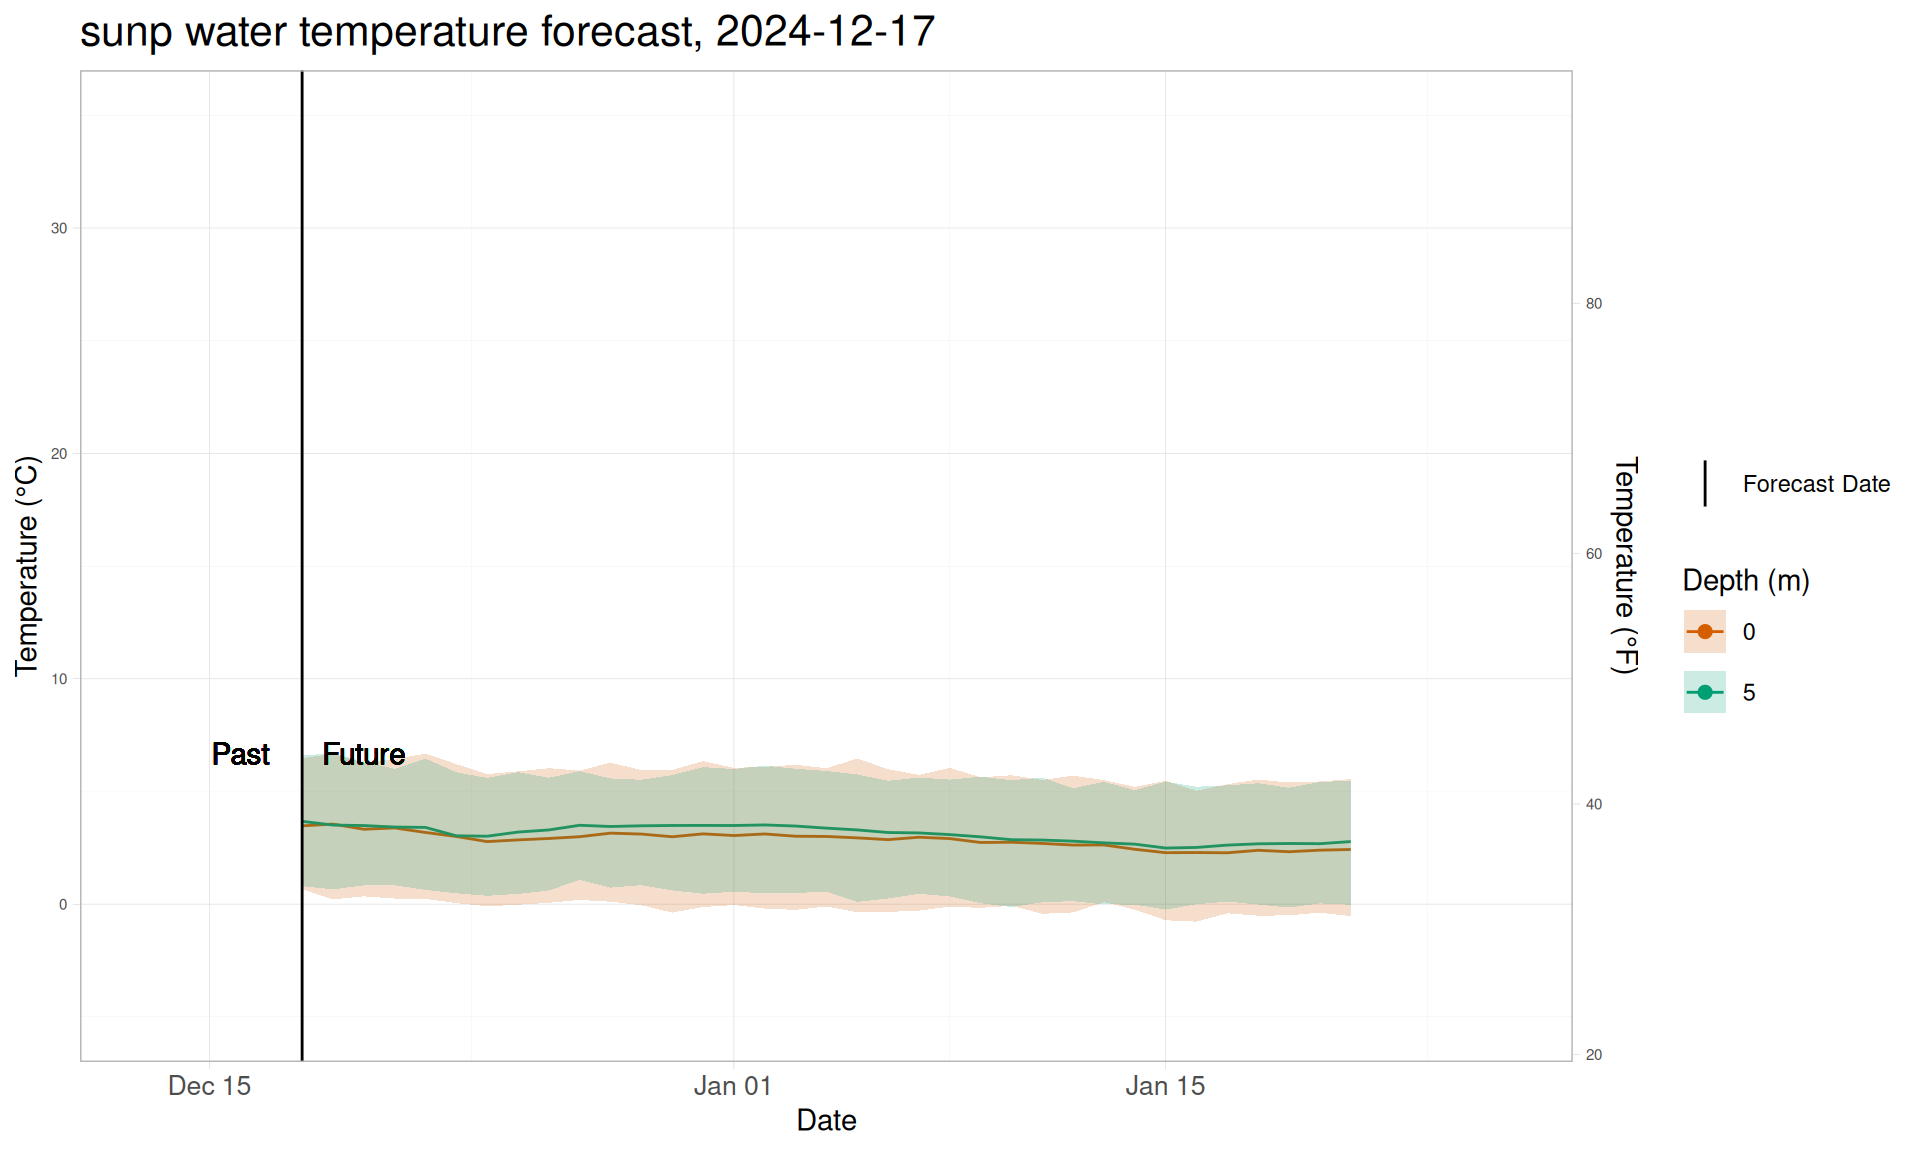 sunp water temperature forecast, 2024-12-17
Temperature (°C)
30
20
10
0
Past
Future
Dec 15
Jan 01
Jan 15
Date
80
60
40
20
Temperature (°F)
Forecast Date
Depth (m)
0
5